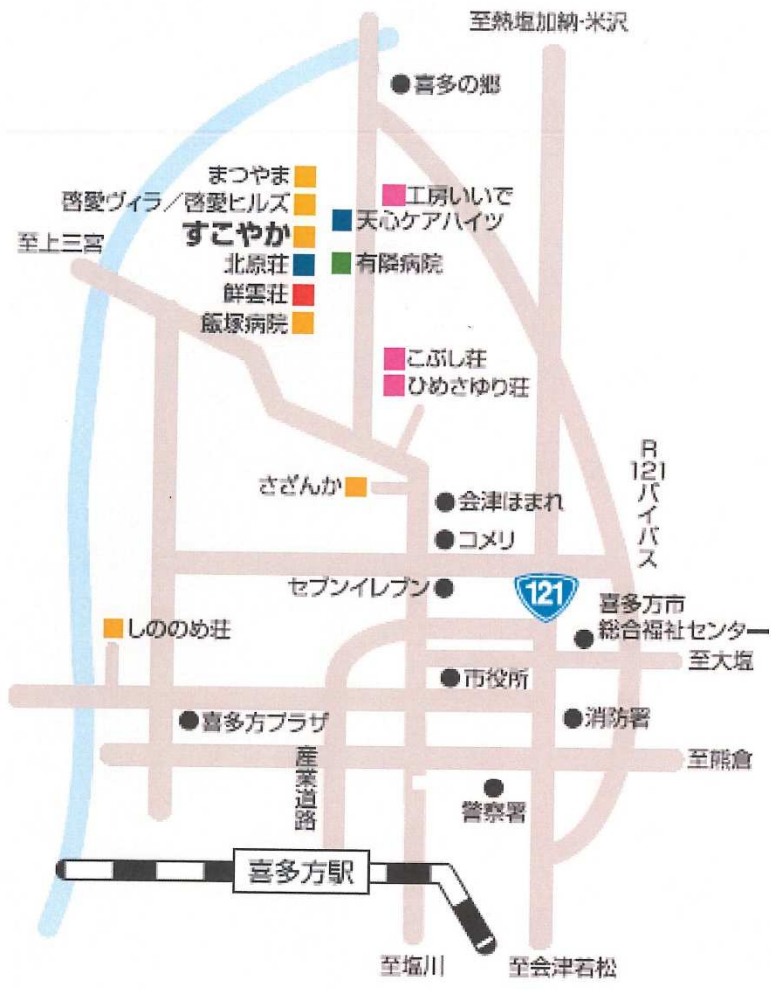 至熱塩加納・米沢
喜多の郷
まつやま
工房いいで
啓愛ヴィラ／啓愛ヒルズ
天心ケアハイツ
すこやか
至上三宮
北原荘
有隣病院
鮮雲荘
飯塚病院
こぶし荘
ひめさゆり荘
R121バイパス
さざんか
会津ほまれ
コメリ
セブンイレブン
121
喜多方市
総合福祉センター
しののめ荘
至大塩
市役所
喜多方プラザ
消防署
産業道路
至熊倉
警察署
喜多方駅
至塩川
至会津若松